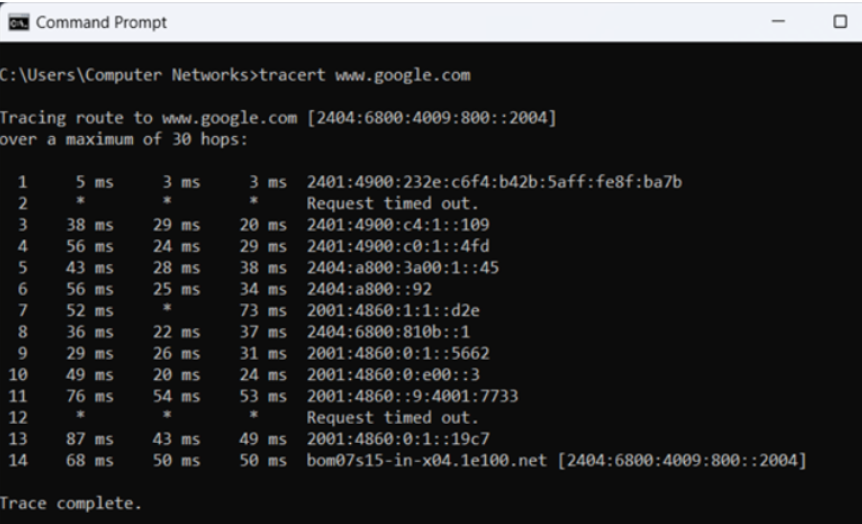 Command Prompt
C:\Users\Computer Networks>tracert www.google.com
Tracing route to www.google.com [2404:6800:4009:800::2004]
over a maximum of 30 hops:
1 5 ms 3 ms 3 ms 2401:4900:232e:c6f4:b42b:5aff:fe8f:ba7b
2 * * * Request timed out.
3 38 ms 29 ms 20 ms 2401:4900:c4:1::109
4 56 ms 24 ms 29 ms 2401:4900:c0:1::4fd
5 43 ms 28 ms 38 ms 2404:a800:3a00:1::45
6 56 ms 25 ms 34 ms 2404:a800::92
7 52 ms * 73 ms 2001:4860:1:1::d2e
8 36 ms 22 ms 37 ms 2404:6800:810b::1
9 29 ms 26 ms 31 ms 2001:4860:0:1::5662
10 49 ms 20 ms 24 ms 2001:4860:0:e00::3
11 76 ms 54 ms 53 ms 2001:4860::9:4001:7733
12 * * * Request timed out.
13 87 ms 43 ms 49 ms 2001:4860:0:1::19c7
14 68 ms 50 ms 50 ms bom07s15-in-x04.1e100.net [2404:6800:4009:800::2004]
Trace complete.